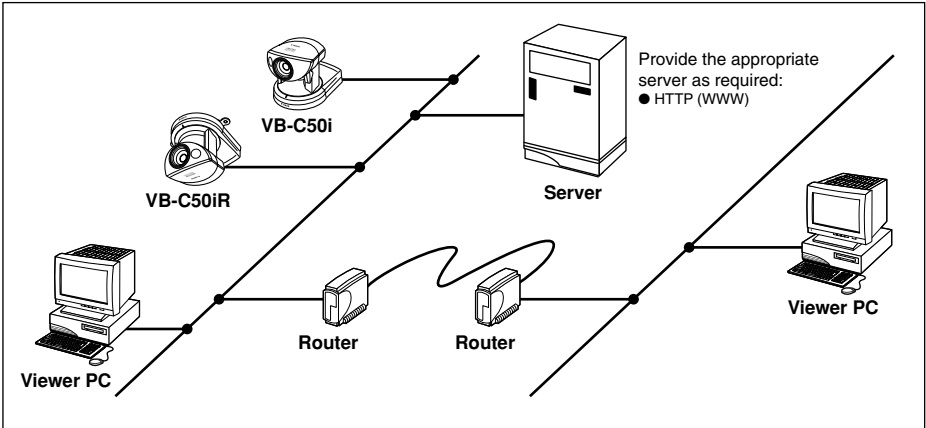 Provide the appropriate
server as required:
● HTTP (WWW)
VB-C50i
VB-C50iR
Server
Viewer PC
Router
Router
Viewer PC